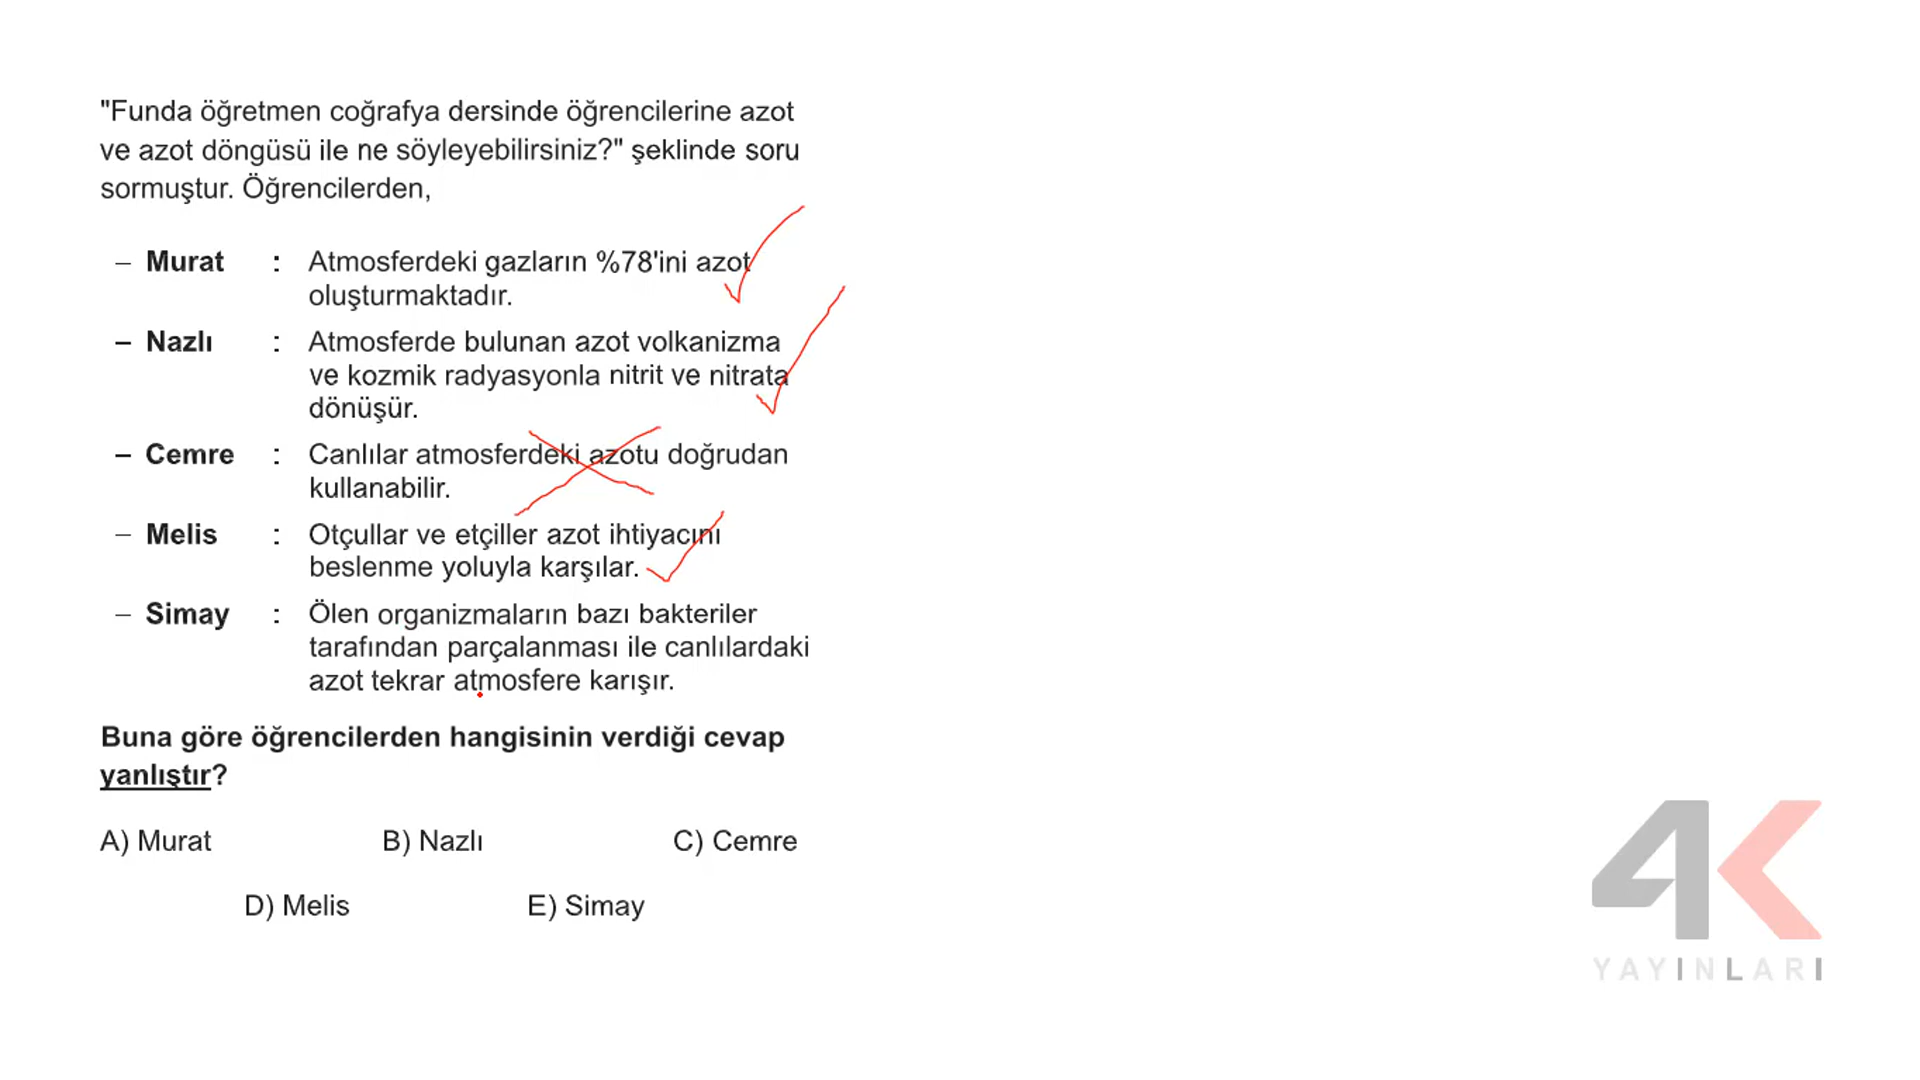 "Funda öğretmen coğrafya dersinde öğrencilerine azot
ve azot döngüsü ile ne söyleyebilirsiniz?" şeklinde soru
sormuştur. Öğrencilerden,
– Murat : Atmosferdeki gazların %78'ini azot
oluşturmaktadır.
– Nazlı : Atmosferde bulunan azot volkanizma
ve kozmik radyasyonla nitrit ve nitrata
dönüşür.
– Cemre : Canlılar atmosferdeki azotu doğrudan
kullanabilir.
– Melis : Otçullar ve etçiller azot ihtiyacını
beslenme yoluyla karşılar.
– Simay : Ölen organizmaların bazı bakteriler
tarafından parçalanması ile canlılardaki
azot tekrar atmosfere karışır.
Buna göre öğrencilerden hangisinin verdiği cevap
yanlıştır?
A) Murat B) Nazlı C) Cemre
D) Melis E) Simay
4K
YAYINLARI